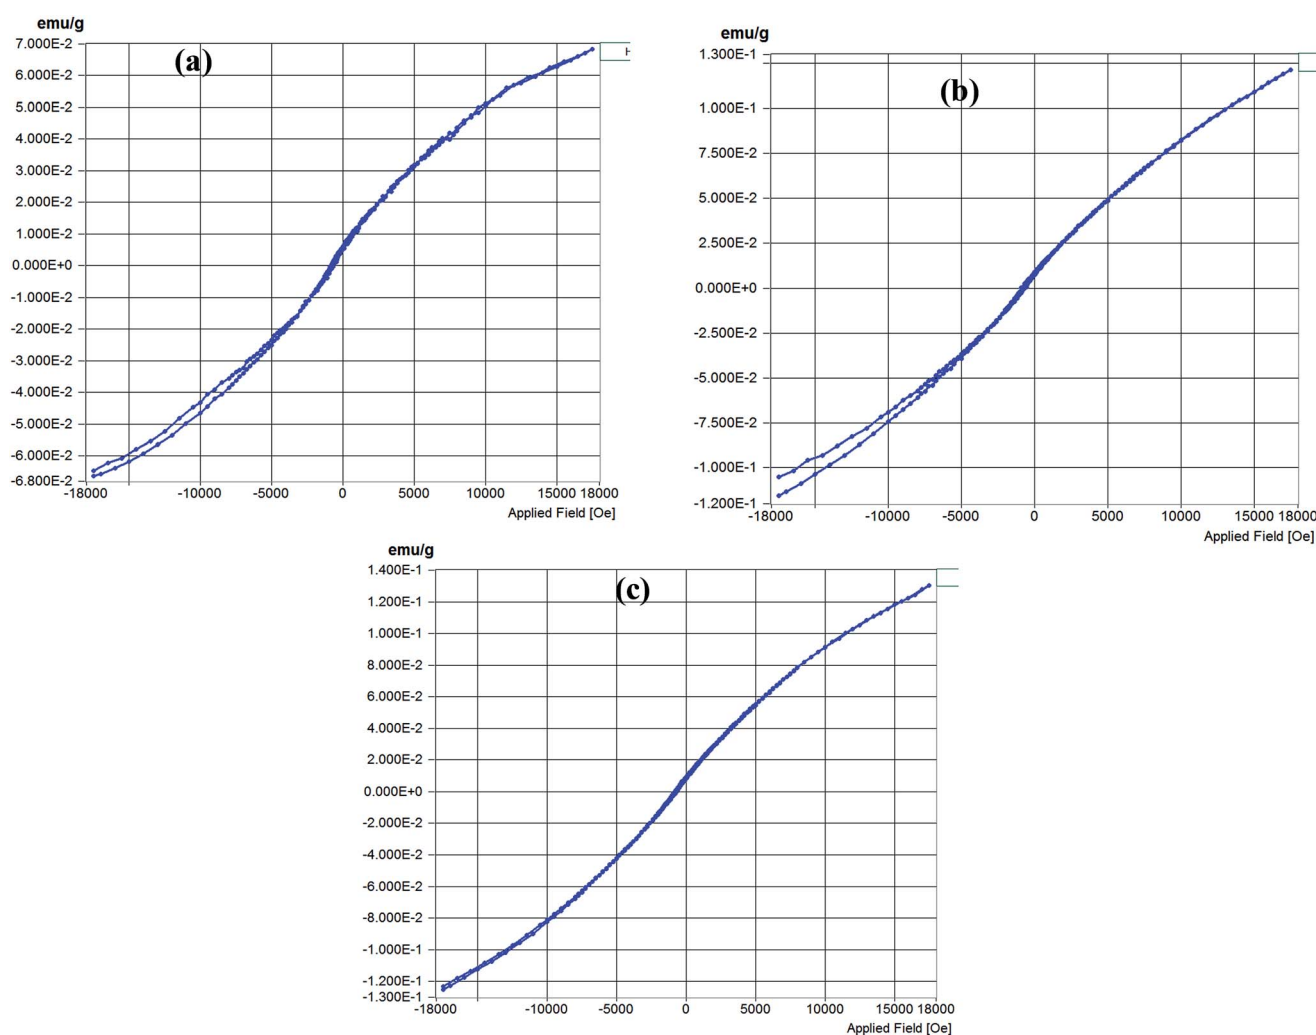 emu/g
7.000E-2
(a)
H
6.000E-2
5.000E-2
4.000E-2
3.000E-2
2.000E-2
1.000E-2
0.000E+0
-1.000E-2
-2.000E-2
-3.000E-2
-4.000E-2
-5.000E-2
-6.000E-2
-6.800E-2
-18000 -10000 -5000 0 5000 10000 15000 18000
Applied Field [Oe]
emu/g
1.300E-1
(b)
1.000E-1
7.500E-2
5.000E-2
2.500E-2
0.000E+0
-2.500E-2
-5.000E-2
-7.500E-2
-1.000E-1
-1.200E-1
-18000 -10000 -5000 0 5000 10000 15000 18000
Applied Field [Oe]
emu/g
1.400E-1
(c)
1.200E-1
1.000E-1
8.000E-2
6.000E-2
4.000E-2
2.000E-2
0.000E+0
-2.000E-2
-4.000E-2
-6.000E-2
-8.000E-2
-1.000E-1
-1.200E-1
-1.300E-1
-18000 -10000 -5000 0 5000 10000 15000 18000
Applied Field [Oe]